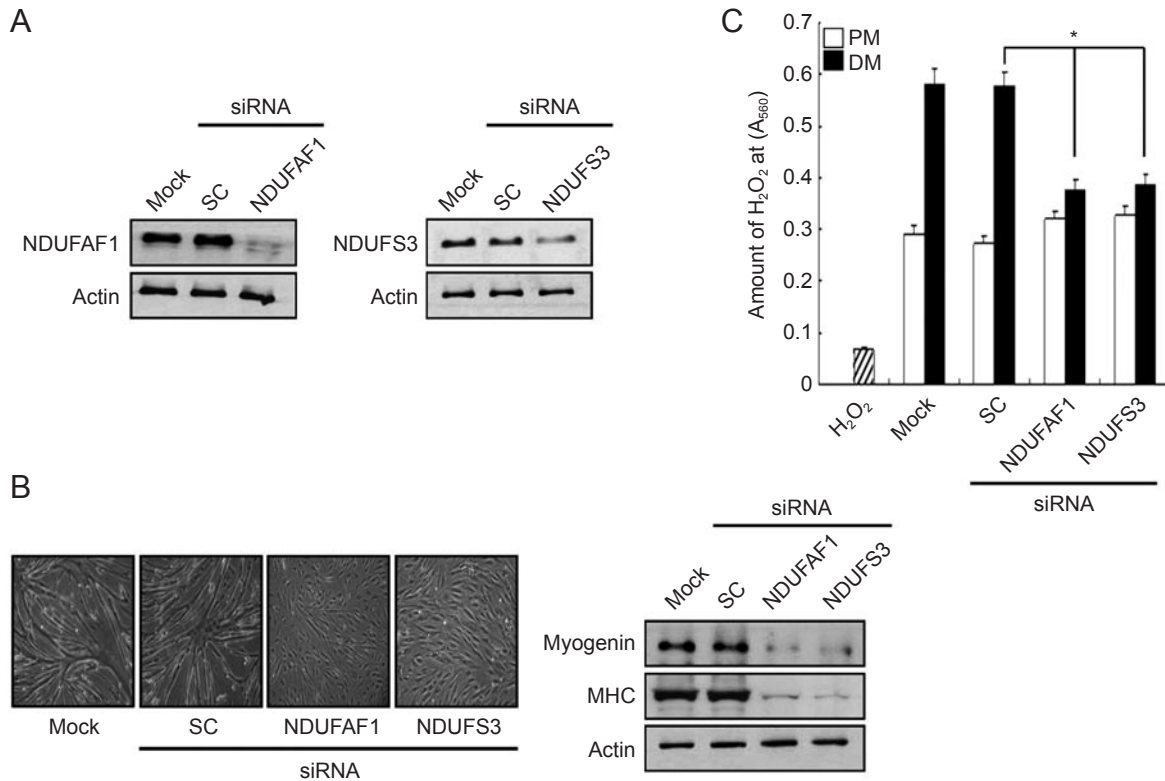 A
siRNA
Mock
SC
NDUFAF1
NDUFAF1
Actin
siRNA
Mock
SC
NDUFS3
NDUFS3
Actin
C
PM
DM
*
Amount of H₂O₂ at (A₅₆₀)
0.7
0.6
0.5
0.4
0.3
0.2
0.1
0
H₂O₂
Mock
SC
NDUFAF1
NDUFS3
siRNA
B
Mock
SC
NDUFAF1
NDUFS3
siRNA
siRNA
Mock
SC
NDUFAF1
NDUFS3
Myogenin
MHC
Actin